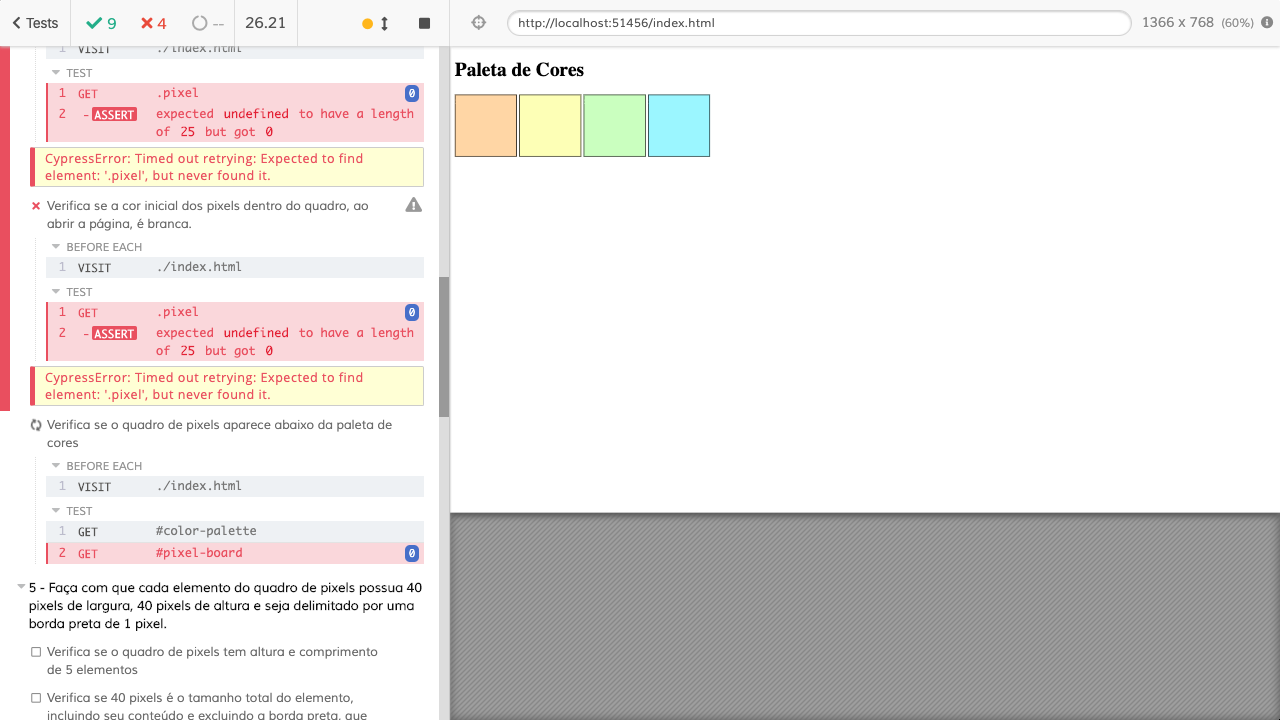 Tests 9 4 -- 26.21
http://localhost:51456/index.html 1366 x 768 (60%)
1 VISIT ./index.html
TEST
1 GET .pixel 0
2 - ASSERT expected undefined to have a length
of 25 but got 0
CypressError: Timed out retrying: Expected to find
element: '.pixel', but never found it.
Verifica se a cor inicial dos pixels dentro do quadro, ao
abrir a página, é branca.
BEFORE EACH
1 VISIT ./index.html
TEST
1 GET .pixel 0
2 - ASSERT expected undefined to have a length
of 25 but got 0
CypressError: Timed out retrying: Expected to find
element: '.pixel', but never found it.
Verifica se o quadro de pixels aparece abaixo da paleta de
cores
BEFORE EACH
1 VISIT ./index.html
TEST
1 GET #color-palette
2 GET #pixel-board 0
5 - Faça com que cada elemento do quadro de pixels possua 40
pixels de largura, 40 pixels de altura e seja delimitado por uma
borda preta de 1 pixel.
Verifica se o quadro de pixels tem altura e comprimento
de 5 elementos
Verifica se 40 pixels é o tamanho total do elemento,
incluindo seu conteúdo e excluindo a borda preta, que
Paleta de Cores